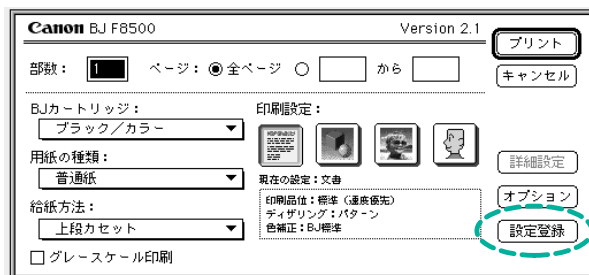 Canon BJ F8500 Version 2.1
プリント
部数： 1 ページ： 全ページ から
キャンセル
BJカートリッジ： 印刷設定：
ブラック／カラー
用紙の種類：
普通紙
現在の設定：文書
詳細設定
給紙方法：
印刷品位：標準（速度優先）
オプション
ディザリング：パターン
上段カセット
色補正：BJ標準
設定登録
グレースケール印刷